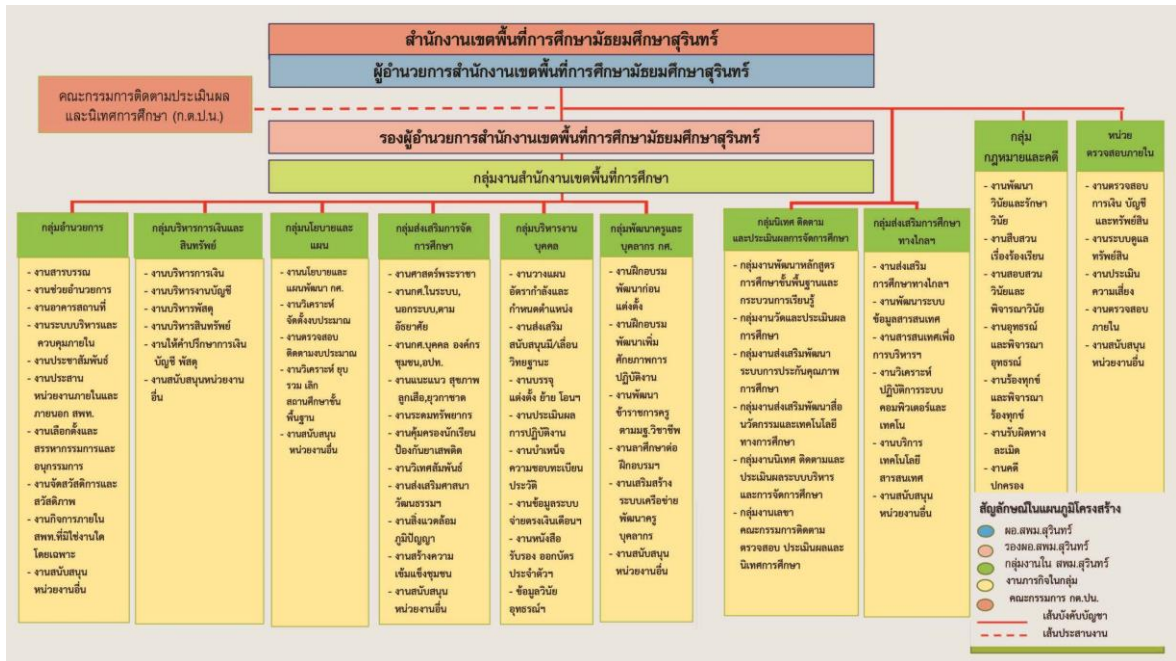 สำนักงานเขตพื้นที่การศึกษามัธยมศึกษาสุรินทร์
ผู้อำนวยการสำนักงานเขตพื้นที่การศึกษามัธยมศึกษาสุรินทร์
คณะกรรมการติดตามประเมินผล
และนิเทศการศึกษา (ก.ต.ป.น.)
รองผู้อำนวยการสำนักงานเขตพื้นที่การศึกษามัธยมศึกษาสุรินทร์
กลุ่มงานสำนักงานเขตพื้นที่การศึกษา
กลุ่มอำนวยการ
-งานสารบรรณ
-งานช่วยอำนวยการ
-งานอาคารสถานที่
-งานระบบบริหารและ
ควบคุมภายใน
-งานประชาสัมพันธ์
-งานประสาน
หน่วยงานภายในและ
ภายนอก สพท.
-งานเลือกตั้งและ
สรรหากรรมการและ
อนุกรรมการ
-งานจัดสวัสดิการและ
สวัสดิภาพ
-งานกิจการภายใน
สพท.ที่มิใช่งานใด
โดยเฉพาะ
-งานสนับสนุน
หน่วยงานอื่น
กลุ่มบริหารการเงินและ
สินทรัพย์
-งานบริหารการเงิน
-งานบริหารงานบัญชี
-งานบริหารพัสดุ
-งานบริหารสินทรัพย์
-งานให้คำปรึกษาการเงิน
บัญชี พัสดุ
-งานสนับสนุนหน่วยงาน
อื่น
กลุ่มนโยบายและ
แผน
-งานนโยบายและ
แผนพัฒนา กศ.
-งานวิเคราะห์
จัดตั้งงบประมาณ
-งานตรวจสอบ
ติดตามงบประมาณ
-งานวิเคราะห์ ยุบ
รวม เลิก
สถานศึกษาขั้น
พื้นฐาน
-งานสนับสนุน
หน่วยงานอื่น
กลุ่มส่งเสริมการจัด
การศึกษา
-งานศาสตร์พระราชา
-งานกศ.ในระบบ,
นอกระบบ,ตาม
อัธยาศัย
-งานกศ.บุคคล องค์กร
ชุมชน,อปท.
-งานแนะแนว สุขภาพ
ลูกเสือ,ยุวกาชาด
-งานระดมทรัพยากร
-งานคุ้มครองนักเรียน
ป้องกันยาเสพติด
-งานวิเทศสัมพันธ์
-งานส่งเสริมศาสนา
วัฒนธรรมฯ
-งานสิ่งแวดล้อม
ภูมิปัญญา
-งานสร้างความ
เข้มแข็งชุมชน
-งานสนับสนุน
หน่วยงานอื่น
กลุ่มบริหารงาน
บุคคล
-งานวางแผน
อัตรากำลังและ
กำหนดตำแหน่ง
-งานส่งเสริม
สนับสนุนมี/เลื่อน
วิทยฐานะ
-งานบรรจุ
แต่งตั้ง ย้าย โอนฯ
-งานประเมินผล
การปฏิบัติงาน
-งานบำเหน็จ
ความชอบทะเบียน
ประวัติ
-งานข้อมูลระบบ
จ่ายตรงเงินเดือนฯ
-งานหนังสือ
รับรอง ออกบัตร
ประจำตัวฯ
- ข้อมูลวินัย
อุทธรณ์ฯ
กลุ่มพัฒนาครูและ
บุคลากร กศ.
-งานฝึกอบรม
พัฒนาก่อน
แต่งตั้ง
-งานฝึกอบรม
พัฒนาเพิ่ม
ศักยภาพการ
ปฏิบัติงาน
-งานพัฒนา
ข้าราชการครู
ตามมฐ.วิชาชีพ
-งานลาศึกษาต่อ
ฝึกอบรมฯ
-งานเสริมสร้าง
ระบบเครือข่าย
พัฒนาครู
บุคลากร
-งานสนับสนุน
หน่วยงานอื่น
กลุ่มนิเทศ ติดตาม
และประเมินผลการจัดการศึกษา
- กลุ่มงานพัฒนาหลักสูตร
การศึกษาขั้นพื้นฐานและ
กระบวนการเรียนรู้
- กลุ่มงานวัดและประเมินผล
การศึกษา
- กลุ่มงานส่งเสริมพัฒนา
ระบบการประกันคุณภาพ
การศึกษา
- กลุ่มงานส่งเสริมพัฒนาสื่อ
นวัตกรรมและเทคโนโลยี
ทางการศึกษา
- กลุ่มงานนิเทศ ติดตามและ
ประเมินผลระบบบริหาร
และการจัดการศึกษา
- กลุ่มงานเลขา
คณะกรรมการติดตาม
ตรวจสอบ ประเมินผลและ
นิเทศการศึกษา
กลุ่มส่งเสริมการศึกษา
ทางไกลฯ
-งานส่งเสริม
การศึกษาทางไกลฯ
-งานพัฒนาระบบ
ข้อมูลสารสนเทศ
-งานสารสนเทศเพื่อ
การบริหารฯ
-งานวิเคราะห์
ปฏิบัติการระบบ
คอมพิวเตอร์และ
เทคโน
-งานบริการ
เทคโนโลยี
สารสนเทศ
-งานสนับสนุน
หน่วยงานอื่น
กลุ่ม
กฎหมายและคดี
-งานพัฒนา
วินัยและรักษา
วินัย
-งานสืบสวน
เรื่องร้องเรียน
-งานสอบสวน
วินัยและ
พิจารณาวินัย
-งานอุทธรณ์
และพิจารณา
อุทธรณ์
-งานร้องทุกข์
และพิจารณา
ร้องทุกข์
-งานรับผิดทาง
ละเมิด
-งานคดี
ปกครอง
หน่วย
ตรวจสอบภายใน
-งานตรวจสอบ
การเงิน บัญชี
และทรัพย์สิน
-งานระบบดูแล
ทรัพย์สิน
-งานประเมิน
ความเสี่ยง
-งานตรวจสอบ
ภายใน
-งานสนับสนุน
หน่วยงานอื่น
สัญลักษณ์ในแผนภูมิโครงสร้าง
ผอ.สพม.สุรินทร์
รองผอ.สพม.สุรินทร์
กลุ่มงานใน สพม.สุรินทร์
งานภารกิจในกลุ่ม
คณะกรรมการ กต.ปน.
เส้นบังคับบัญชา
เส้นประสานงาน